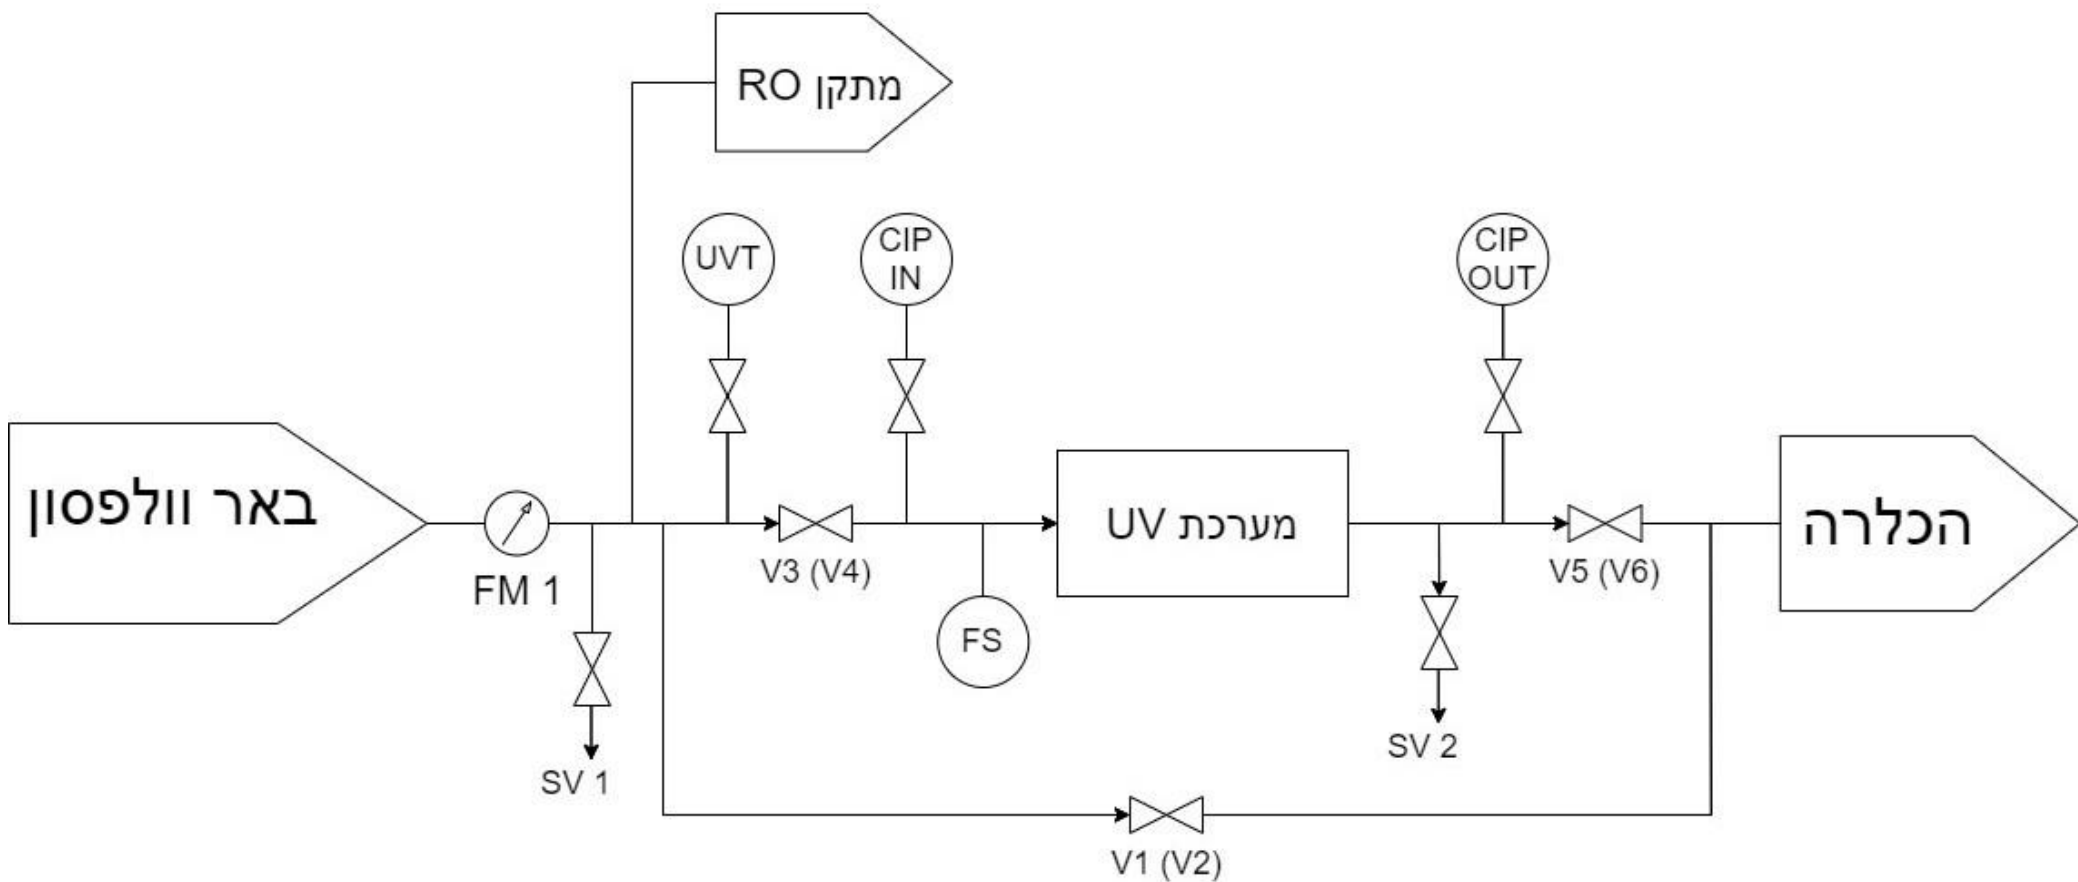 מתקן RO
UVT
CIP
IN
CIP
OUT
באר וולפסון
FM 1
V3 (V4)
FS
מערכת UV
V5 (V6)
הכלרה
SV 1
SV 2
V1 (V2)